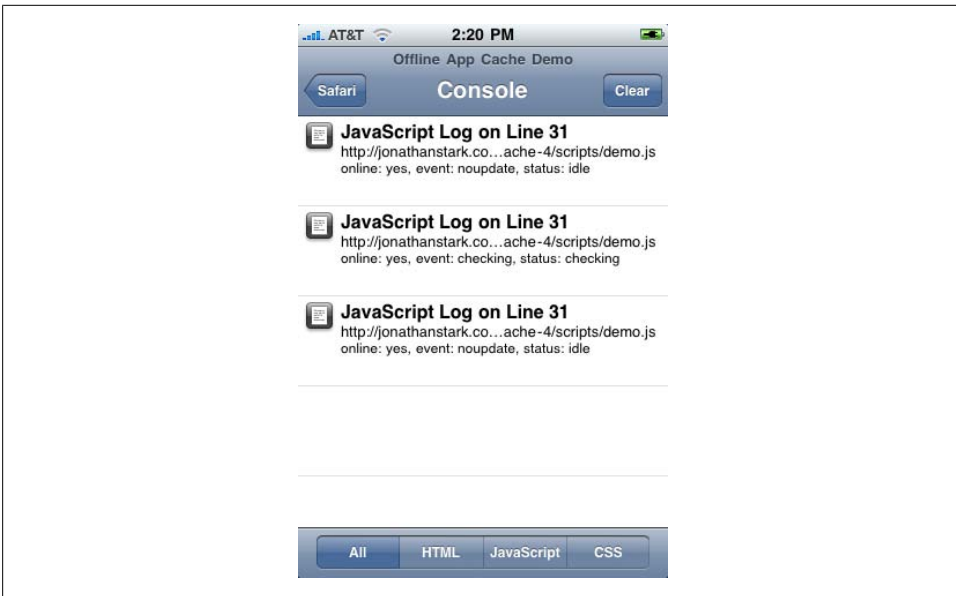 AT&T 2:20 PM
Offline App Cache Demo
Safari Console Clear
JavaScript Log on Line 31
http://jonathanstark.co...ache-4/scripts/demo.js
online: yes, event: noupdate, status: idle
JavaScript Log on Line 31
http://jonathanstark.co...ache-4/scripts/demo.js
online: yes, event: checking, status: checking
JavaScript Log on Line 31
http://jonathanstark.co...ache-4/scripts/demo.js
online: yes, event: noupdate, status: idle
All HTML JavaScript CSS